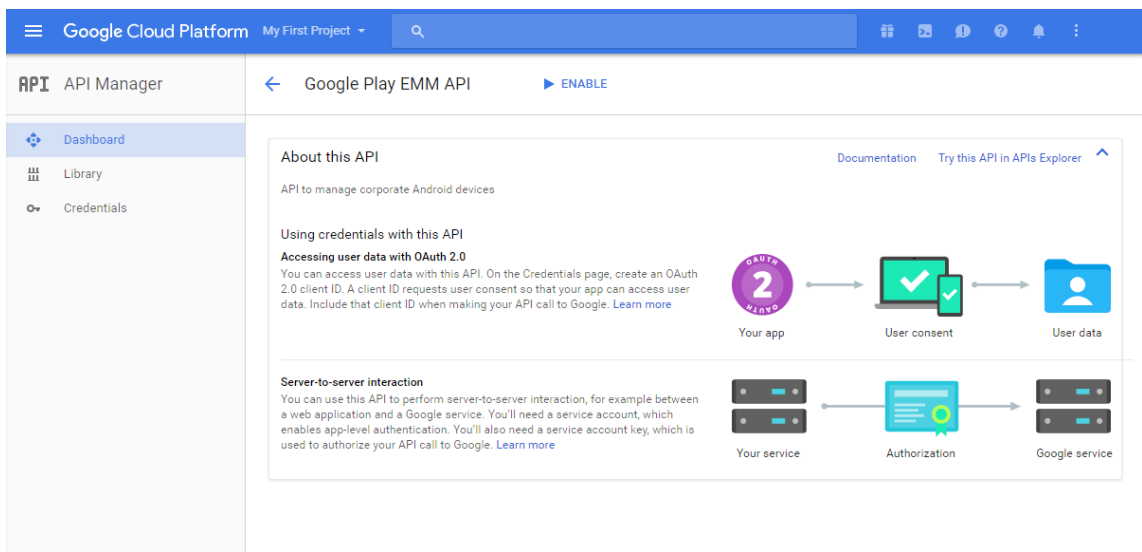 Google Cloud Platform My First Project
API API Manager
Google Play EMM API ENABLE
Dashboard
Library
Credentials
About this API
Documentation Try this API in APIs Explorer
API to manage corporate Android devices
Using credentials with this API
Accessing user data with OAuth 2.0
You can access user data with this API. On the Credentials page, create an OAuth
2.0 client ID. A client ID requests user consent so that your app can access user
data. Include that client ID when making your API call to Google. Learn more
OAUTH
2
OAUTH
Your app User consent User data
Server-to-server interaction
You can use this API to perform server-to-server interaction, for example between
a web application and a Google service. You'll need a service account, which
enables app-level authentication. You'll also need a service account key, which is
used to authorize your API call to Google. Learn more
Your service Authorization Google service